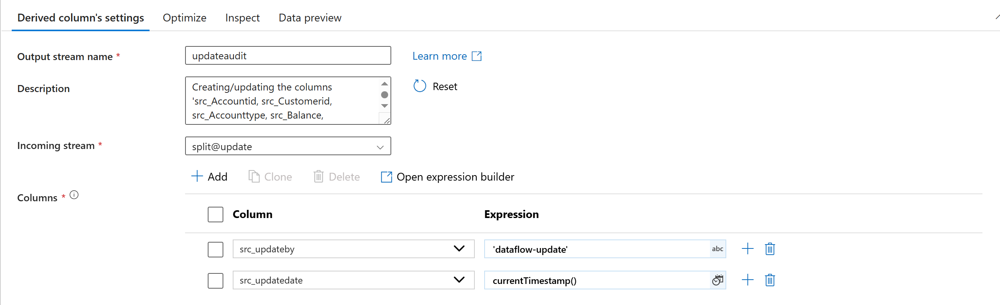 Derived column's settings Optimize Inspect Data preview
Output stream name * updateaudit Learn more
Description Creating/updating the columns
'src_Accountid, src_Customerid,
src_Accounttype, src_Balance,
Reset
Incoming stream * split@update
Add Clone Delete Open expression builder
Columns *
Column Expression
src_updateby 'dataflow-update' abc
src_updatedate currentTimestamp()